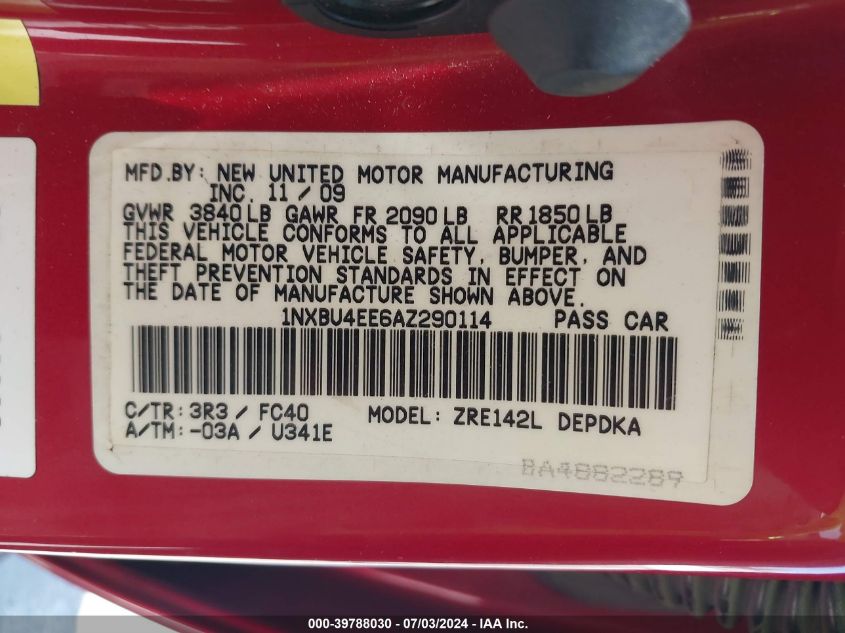 MFD.BY: NEW UNITED MOTOR MANUFACTURING
INC. 11 / 09
GVWR 3840 LB GAWR FR 2090 LB RR 1850 LB
THIS VEHICLE CONFORMS TO ALL APPLICABLE
FEDERAL MOTOR VEHICLE SAFETY, BUMPER, AND
THEFT PREVENTION STANDARDS IN EFFECT ON
THE DATE OF MANUFACTURE SHOWN ABOVE.
1NXBU4EE6AZ290114 PASS CAR
C/TR: 3R3 / FC40 MODEL: ZRE142L DEPDKA
A/TM: -03A / U341E
BA4882289
000-39788030 - 07/03/2024 - IAA Inc.